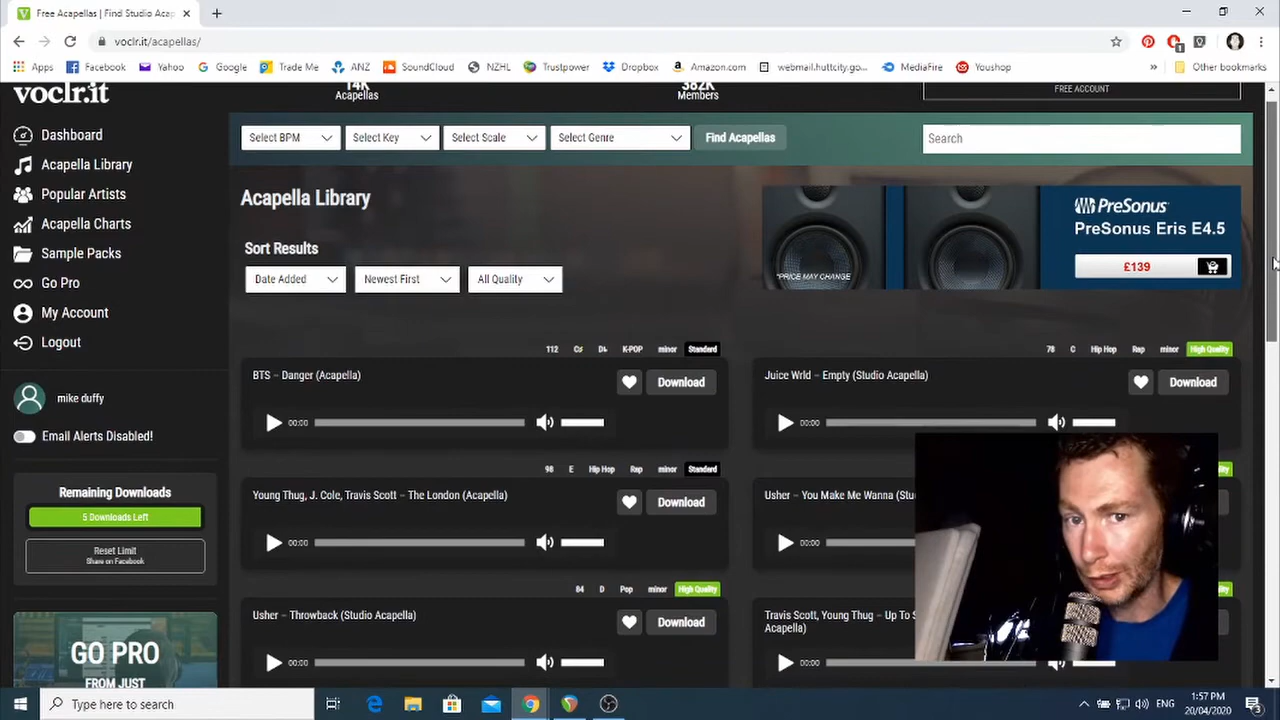 Free Acapellas | Find Studio Acap
voclr.it/acapellas/
Apps Facebook Yahoo Google Trade Me ANZ SoundCloud NZHL Trustpower Dropbox Amazon.com webmail.huttcity.go... MediaFire Youshop » Other bookmarks
voclr.it
14K
Acapellas
382K
Members
FREE ACCOUNT
Dashboard
Acapella Library
Popular Artists
Acapella Charts
Sample Packs
Go Pro
My Account
Logout
mike duffy
Email Alerts Disabled!
Remaining Downloads
5 Downloads Left
Reset Limit
Share on Facebook
GO PRO
FROM JUST
Select BPM Select Key Select Scale Select Genre Find Acapellas Search
Acapella Library
Sort Results
Date Added Newest First All Quality
PreSonus
PreSonus Eris E4.5
£139
*PRICE MAY CHANGE
112 C♯ D♭ K-POP minor Standard
BTS – Danger (Acapella)
Download
00:00
78 C Hip Hop Rap minor High Quality
Juice Wrld – Empty (Studio Acapella)
Download
00:00
98 E Hip Hop Rap minor Standard
Young Thug, J. Cole, Travis Scott – The London (Acapella)
Download
00:00
Usher – You Make Me Wanna (Stu
00:00
84 D Pop minor High Quality
Usher – Throwback (Studio Acapella)
Download
00:00
Travis Scott, Young Thug – Up To S
Acapella)
00:00
Type here to search
ENG
1:57 PM
20/04/2020